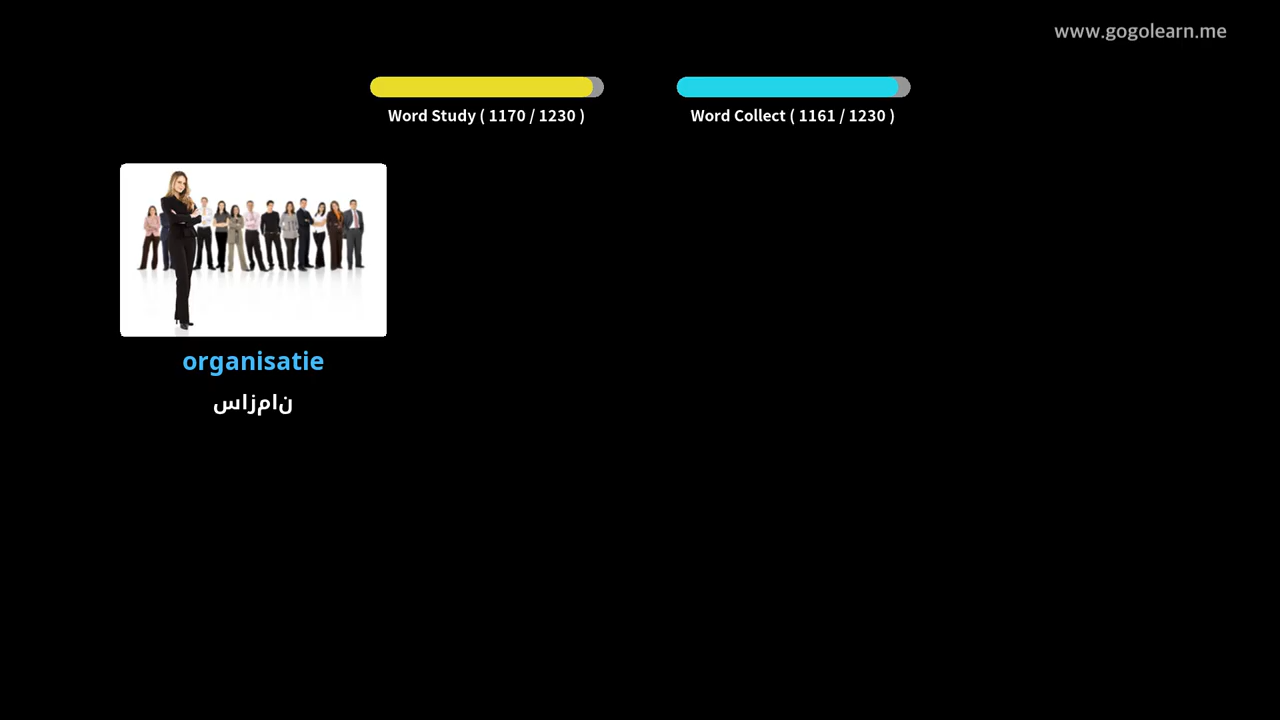 www.gogolearn.me
Word Study ( 1170 / 1230 )
Word Collect ( 1161 / 1230 )
organisatie
سازمان